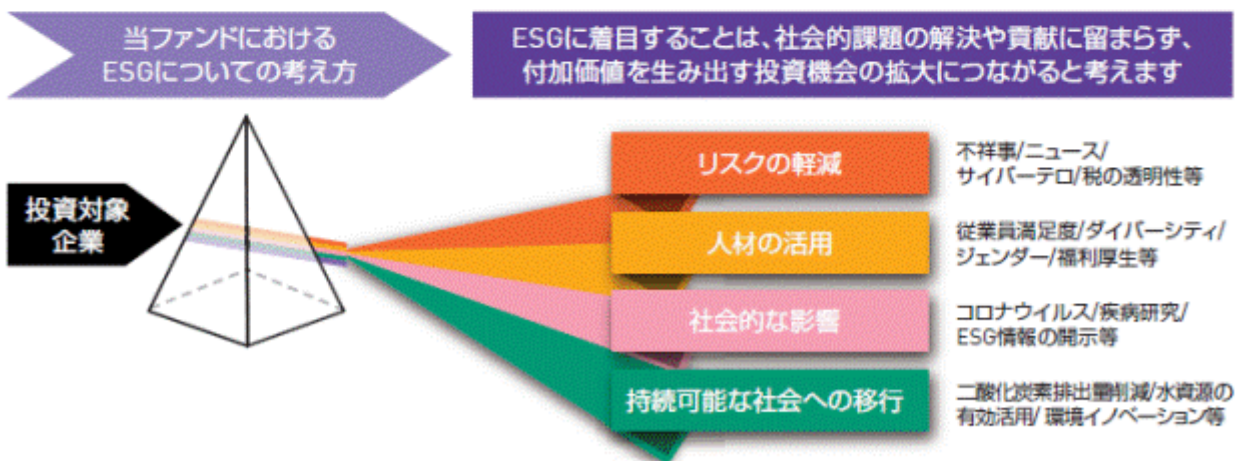 当ファンドにおける
ESGについての考え方
ESGに着目することは、社会的課題の解決や貢献に留まらず、
付加価値を生み出す投資機会の拡大につながると考えます
投資対象
企業
リスクの軽減
不祥事/ニュース/
サイバーテロ/税の透明性等
人材の活用
従業員満足度/ダイバーシティ/
ジェンダー/福利厚生等
社会的な影響
コロナウイルス/疾病研究/
ESG情報の開示等
持続可能な社会への移行
二酸化炭素排出量削減/水資源の
有効活用/ 環境イノベーション等